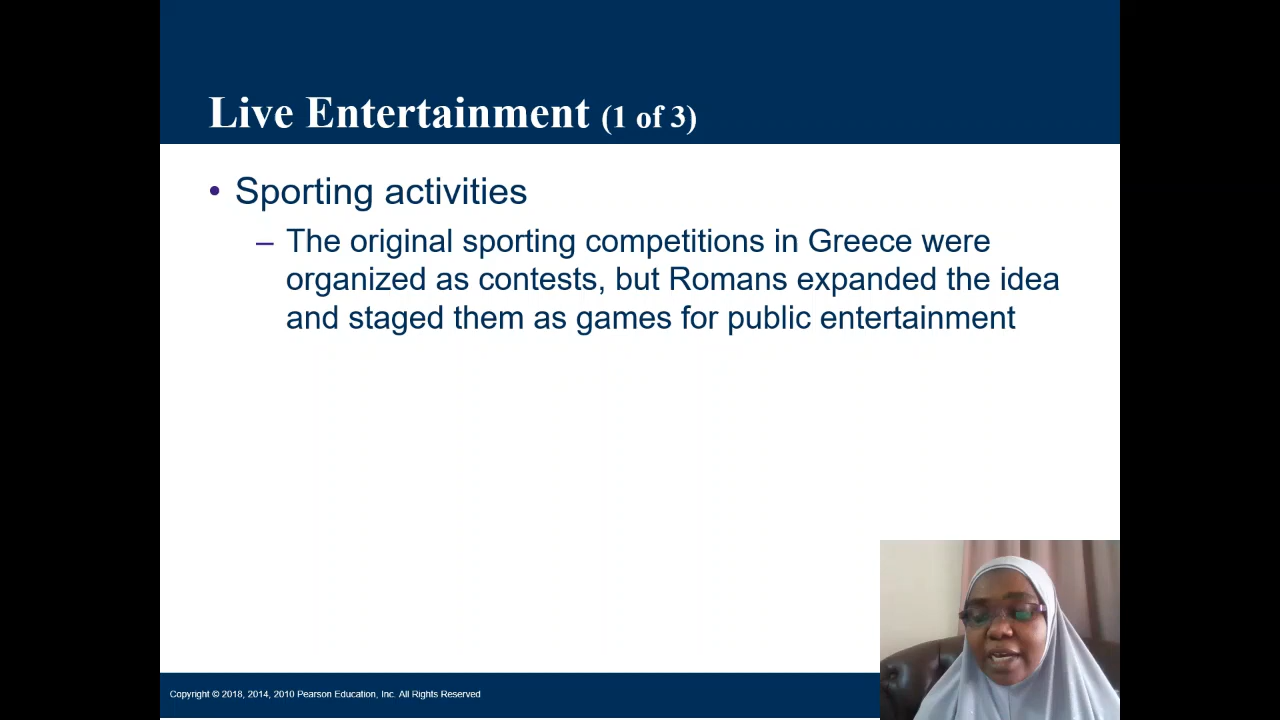 Live Entertainment (1 of 3)
• Sporting activities
– The original sporting competitions in Greece were
organized as contests, but Romans expanded the idea
and staged them as games for public entertainment
Copyright © 2018, 2014, 2010 Pearson Education, Inc. All Rights Reserved